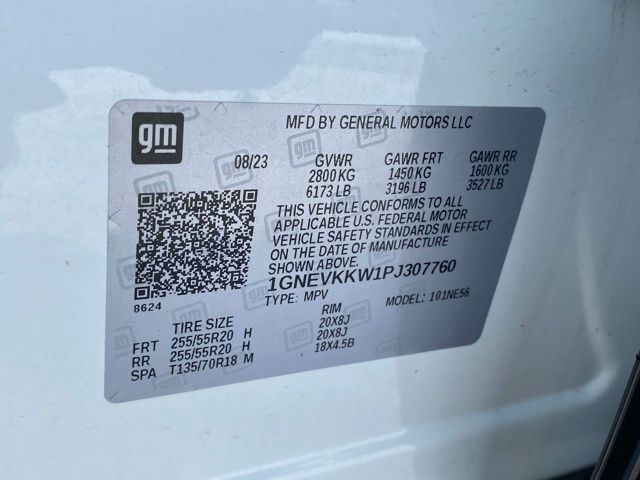 gm
MFD BY GENERAL MOTORS LLC
08/23 GVWR GAWR FRT GAWR RR
2800 KG 1450 KG 1600 KG
6173 LB 3196 LB 3527 LB
THIS VEHICLE CONFORMS TO ALL
APPLICABLE U.S. FEDERAL MOTOR
VEHICLE SAFETY STANDARDS IN EFFECT
ON THE DATE OF MANUFACTURE
SHOWN ABOVE.
1GNEVKKW1PJ307760
TYPE: MPV MODEL: 101NE56
8624
TIRE SIZE RIM
FRT 255/55R20 H 20X8J
RR 255/55R20 H 20X8J
SPA T135/70R18 M 18X4.5B